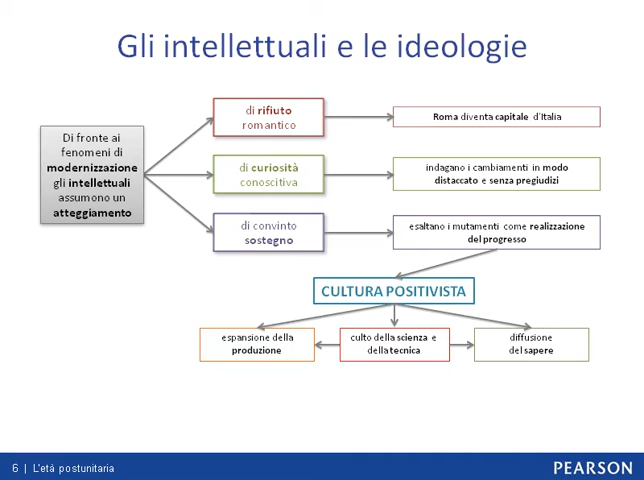 Gli intellettuali e le ideologie
Di fronte ai
fenomeni di
modernizzazione
gli intellettuali
assumono un
atteggiamento
di rifiuto
romantico
Roma diventa capitale d'Italia
di curiosità
conoscitiva
indagano i cambiamenti in modo
distaccato e senza pregiudizi
di convinto
sostegno
esaltano i mutamenti come realizzazione
del progresso
CULTURA POSITIVISTA
espansione della
produzione
culto della scienza e
della tecnica
diffusione
del sapere
6 | L'età postunitaria
PEARSON